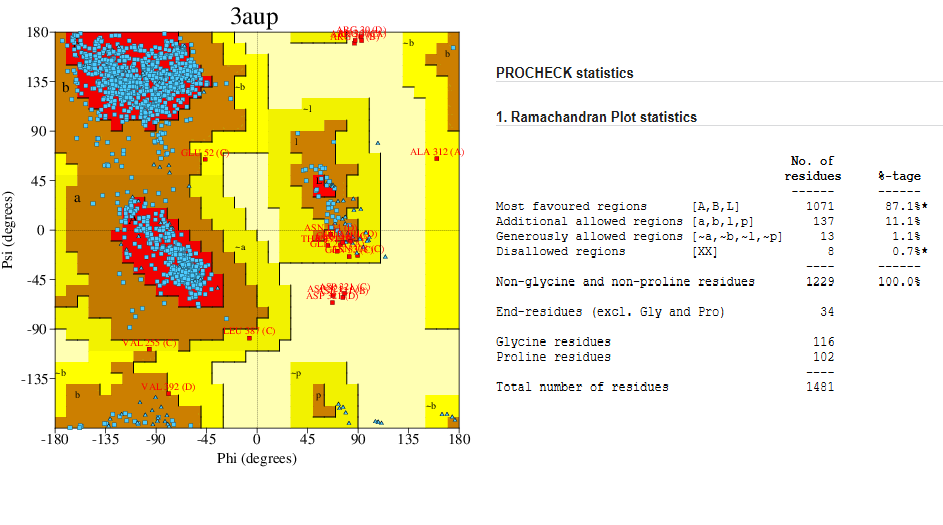 3aup
180
135
90
45
0
-45
-90
-135
-180
-135
-90
-45
0
45
90
135
180
Phi (degrees)
Psi (degrees)
b
~b
~b
b
~l
l
GLU 52 (C)
ALA 312 (A)
a
~a
LEU 387 (C)
VAL 255 (C)
VAL 392 (D)
~b
b
~p
p
~b
PROCHECK statistics
1. Ramachandran Plot statistics
No. of
residues %-tage
------ ------
Most favoured regions [A,B,L] 1071 87.1%*
Additional allowed regions [a,b,l,p] 137 11.1%
Generously allowed regions [~a,~b,~l,~p] 13 1.1%
Disallowed regions [XX] 8 0.7%*
---- ------
Non-glycine and non-proline residues 1229 100.0%
End-residues (excl. Gly and Pro) 34
Glycine residues 116
Proline residues 102
----
Total number of residues 1481